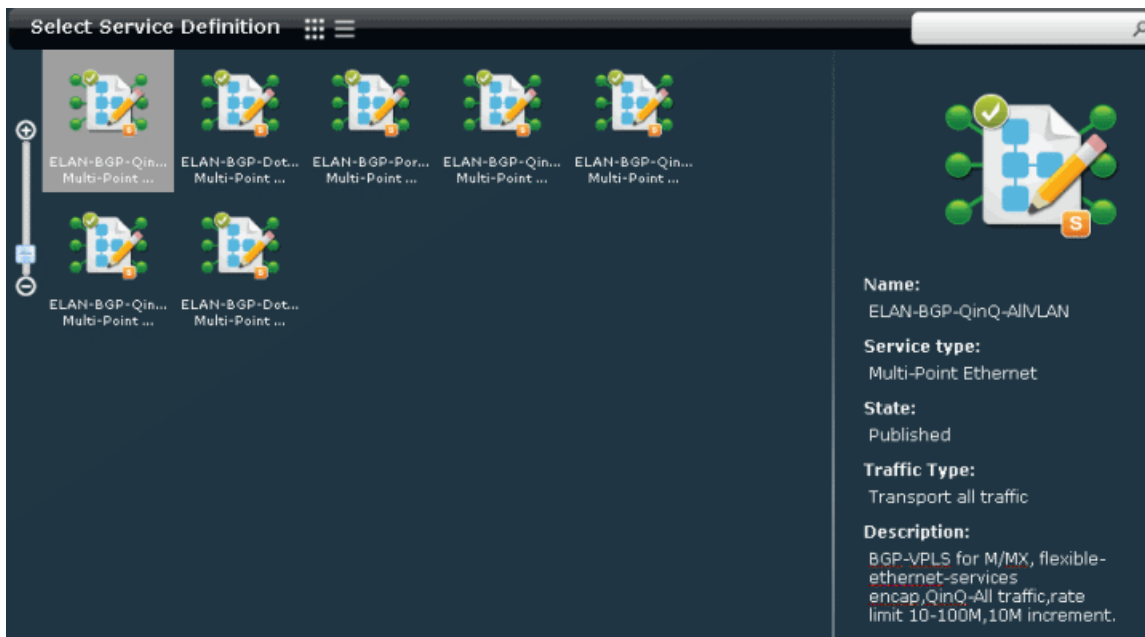 Select Service Definition
ELAN-BGP-Qin... ELAN-BGP-Dot... ELAN-BGP-Por... ELAN-BGP-Qin... ELAN-BGP-Qin...
Multi-Point ... Multi-Point ... Multi-Point ... Multi-Point ... Multi-Point ...
ELAN-BGP-Qin... ELAN-BGP-Dot...
Multi-Point ... Multi-Point ...
S
Name:
ELAN-BGP-QinQ-AllVLAN
Service type:
Multi-Point Ethernet
State:
Published
Traffic Type:
Transport all traffic
Description:
BGP-VPLS for M/MX, flexible-
ethernet-services
encap,QinQ-All traffic,rate
limit 10-100M,10M increment.